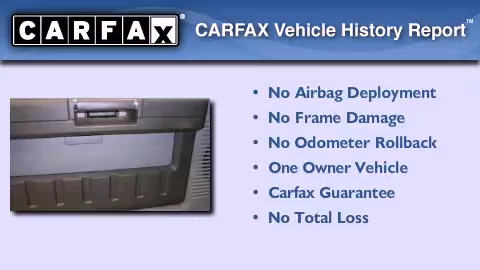 CARFAX® CARFAX Vehicle History Report™
• No Airbag Deployment
• No Frame Damage
• No Odometer Rollback
• One Owner Vehicle
• Carfax Guarantee
• No Total Loss